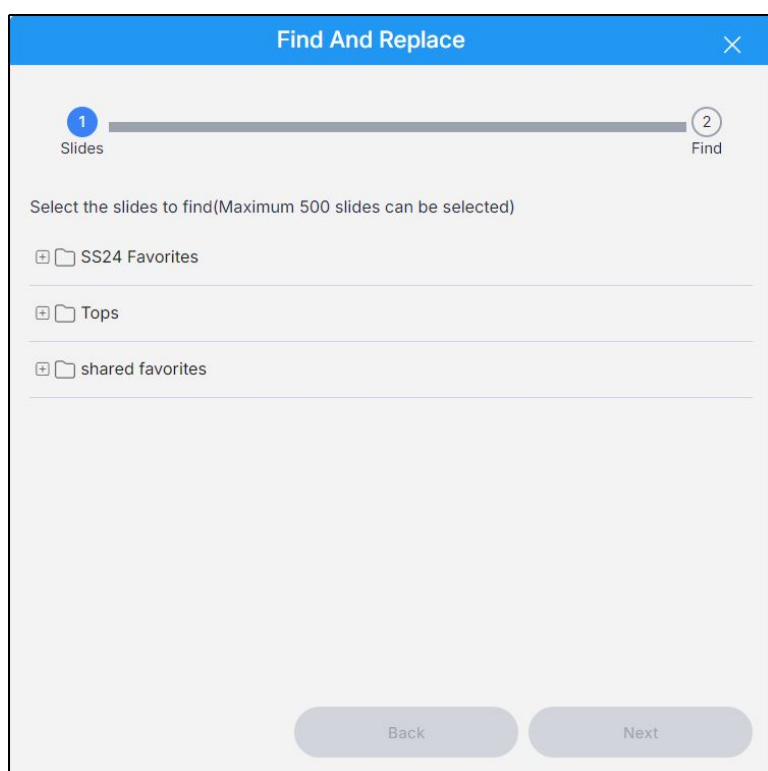 Find And Replace
1
2
Slides
Find
Select the slides to find(Maximum 500 slides can be selected)
SS24 Favorites
Tops
shared favorites
Back
Next